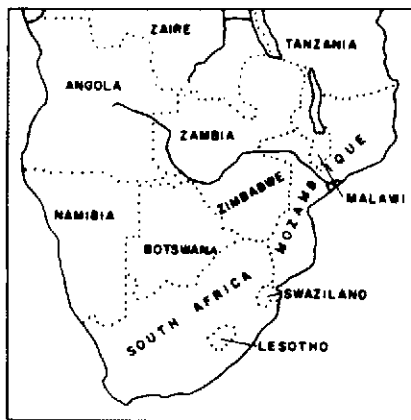 ZAIRE
TANZANIA
ANGOLA
ZAMBIA
MOZAMBIQUE
MALAWI
ZIMBABWE
NAMIBIA
BOTSWANA
SOUTH AFRICA
SWAZILAND
LESOTHO